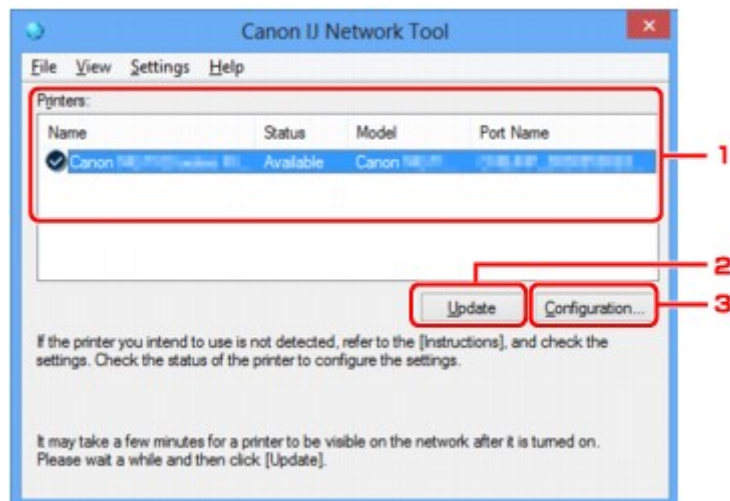 Canon IJ Network Tool
File View Settings Help
Printers:
Name Status Model Port Name
Canon Available Canon
1
2
Update Configuration...
3
If the printer you intend to use is not detected, refer to the [Instructions], and check the
settings. Check the status of the printer to configure the settings.
It may take a few minutes for a printer to be visible on the network after it is turned on.
Please wait a while and then click [Update].